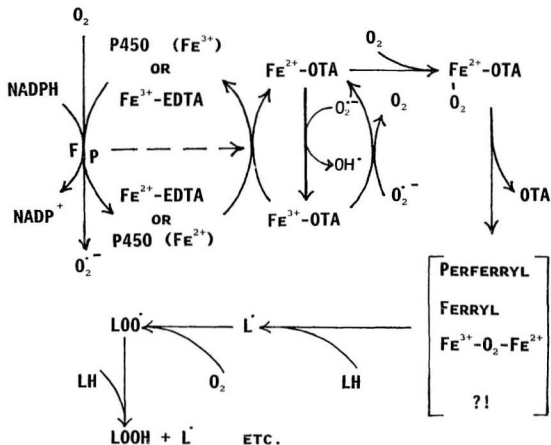 O₂
P450 (Fe³⁺)
OR
Fe³⁺-EDTA
NADPH
F P
NADP⁺
O₂·⁻
Fe²⁺-EDTA
OR
P450 (Fe²⁺)
Fe²⁺-OTA
O₂·⁻
OH·
Fe³⁺-OTA
O₂
O₂·⁻
O₂
Fe²⁺-OTA
O₂
OTA
PERFERRYL
FERRYL
Fe³⁺-O₂-Fe²⁺
?!
LH
L·
O₂
LOO·
LH
LOOH + L· ETC.